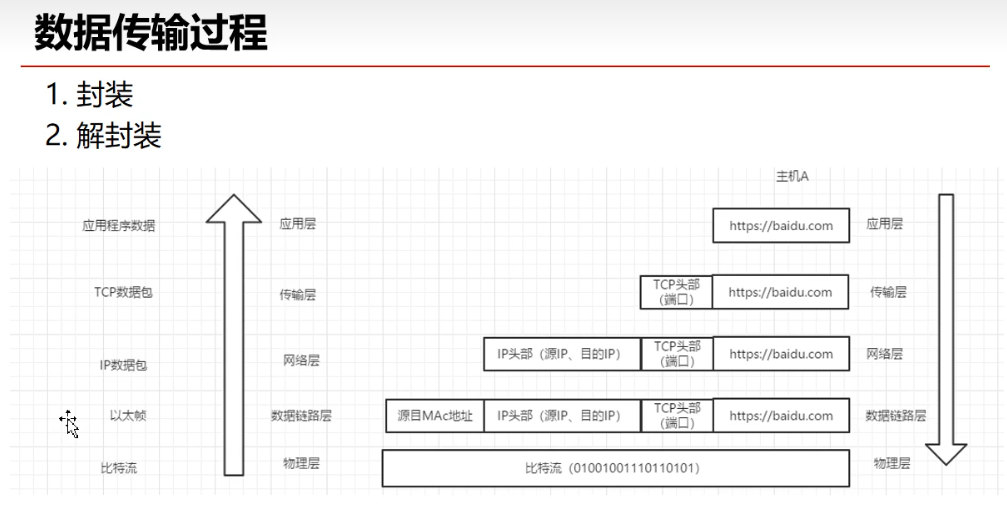 数据传输过程
1. 封装
2. 解封装
主机A
应用程序数据 应用层 https://baidu.com 应用层
TCP数据包 传输层 TCP头部（端口） https://baidu.com 传输层
IP数据包 网络层 IP头部（源IP、目的IP） TCP头部（端口） https://baidu.com 网络层
以太帧 数据链路层 源目MAc地址 IP头部（源IP、目的IP） TCP头部（端口） https://baidu.com 数据链路层
比特流 物理层 比特流（01001001110110101） 物理层